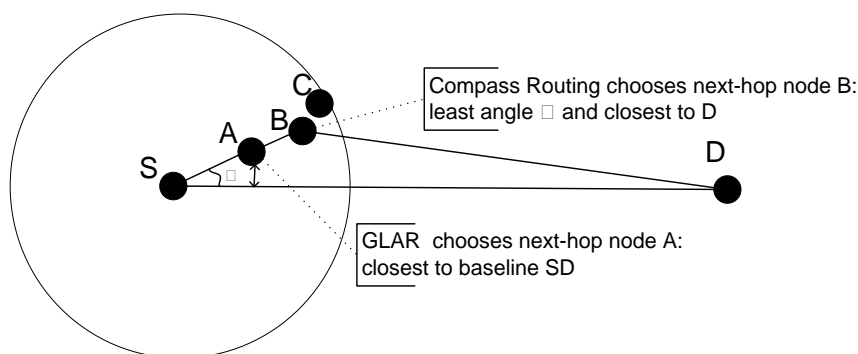 C
Compass Routing chooses next-hop node B:
least angle □ and closest to D
B
A
D
S
□
GLAR chooses next-hop node A:
closest to baseline SD